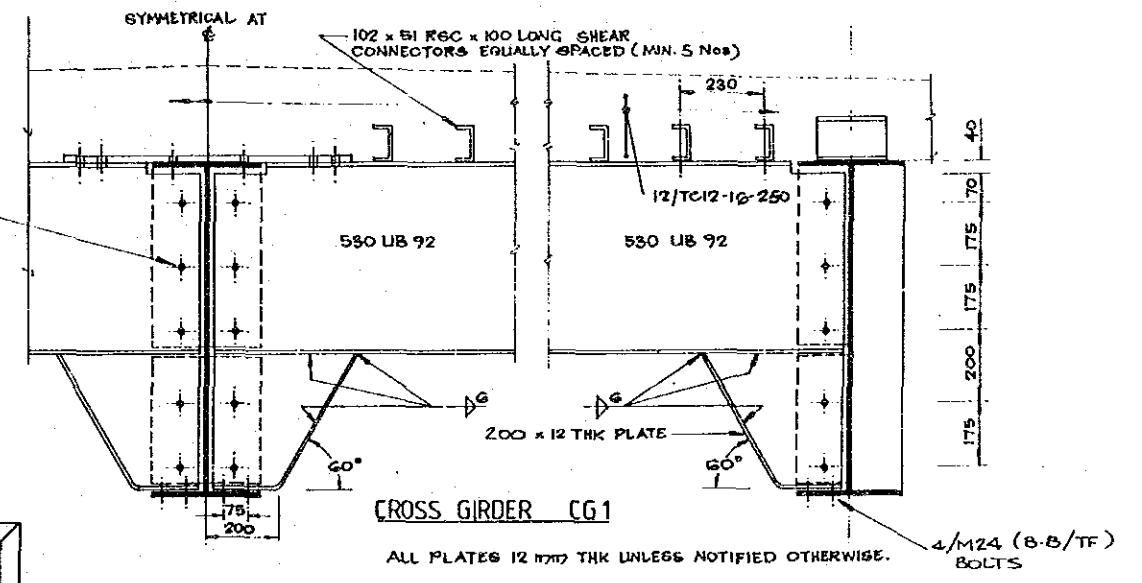 SYMMETRICAL AT
℄
102 x 51 RSC x 100 LONG SHEAR
CONNECTORS EQUALLY SPACED (MIN. 5 Nos)
230
40
12/TC12-16-250
70
530 UB 92
530 UB 92
175
175
200
175
6
6
200 x 12 THK PLATE
60°
60°
75
200
CROSS GIRDER CG1
4/M24 (8.8/TF)
BOLTS
ALL PLATES 12 mm THK UNLESS NOTIFIED OTHERWISE.